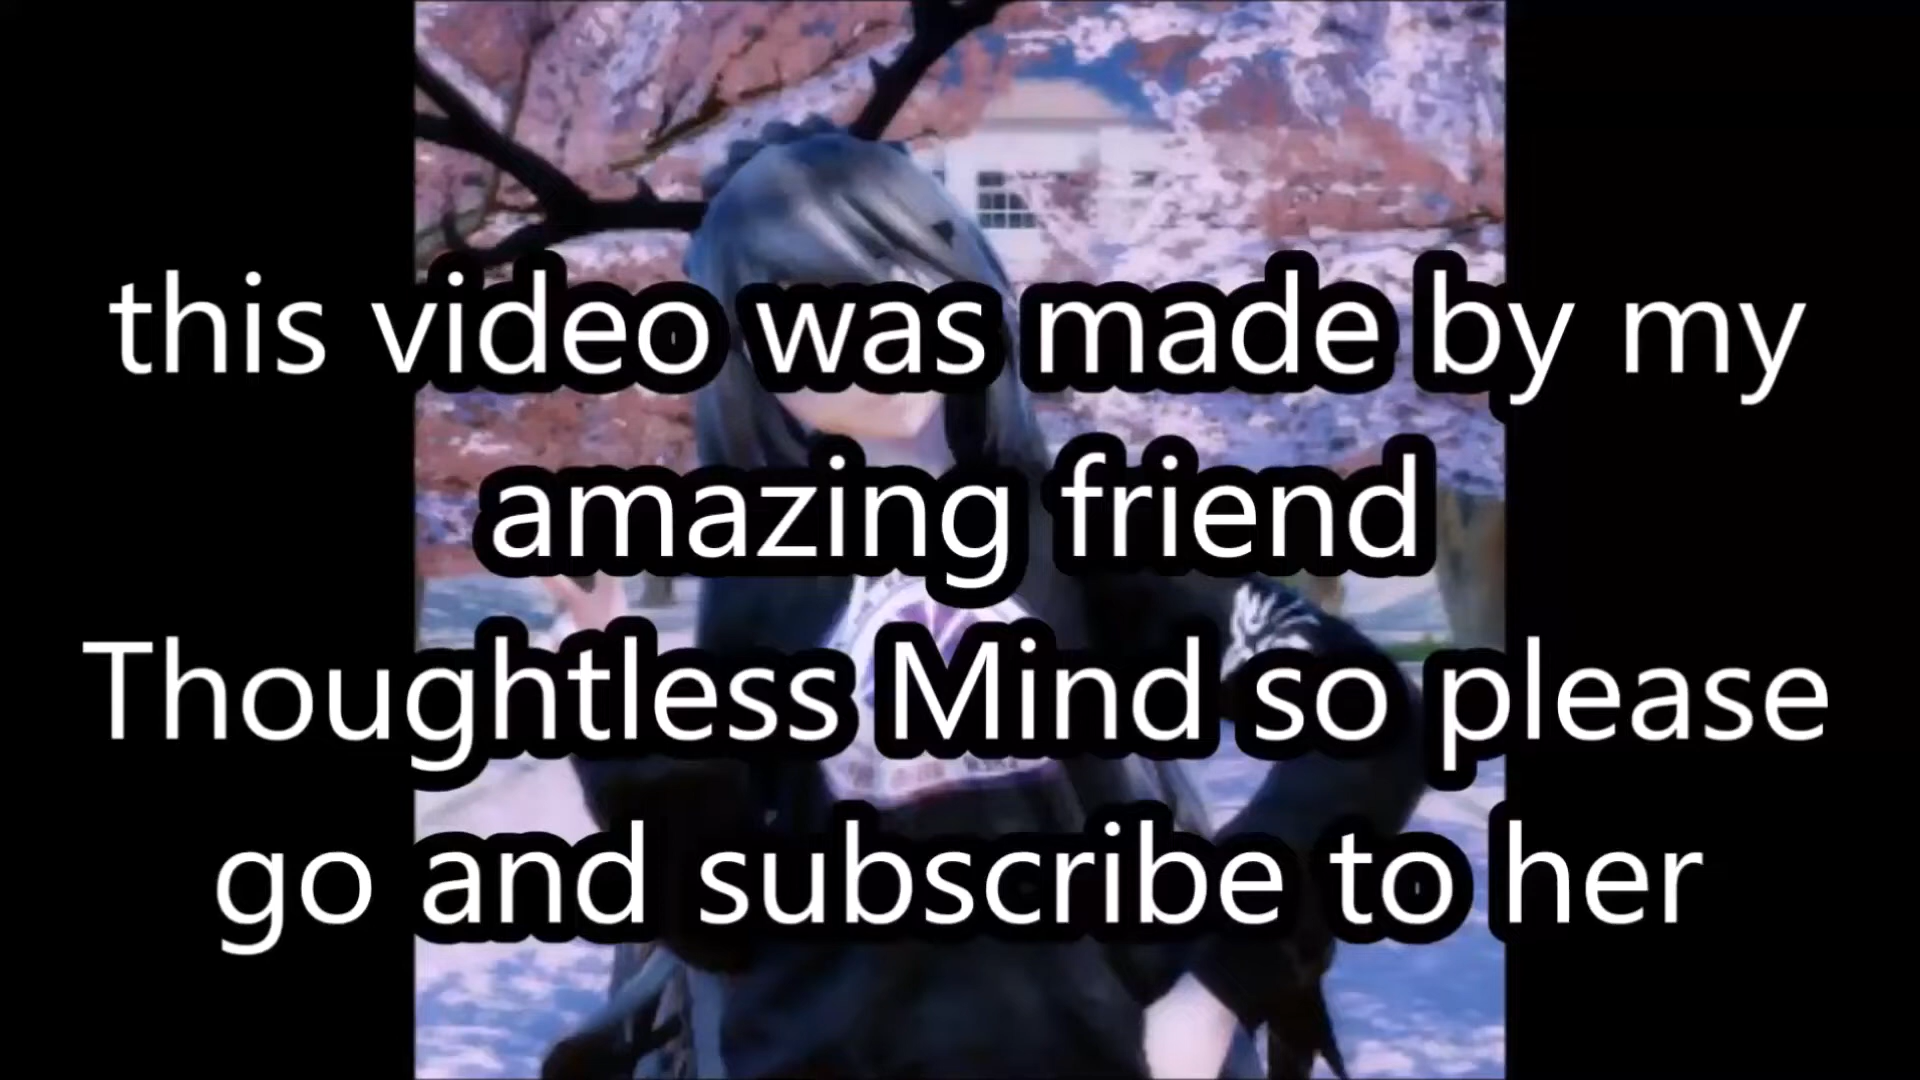 this video was made by my
amazing friend
Thoughtless Mind so please
go and subscribe to her